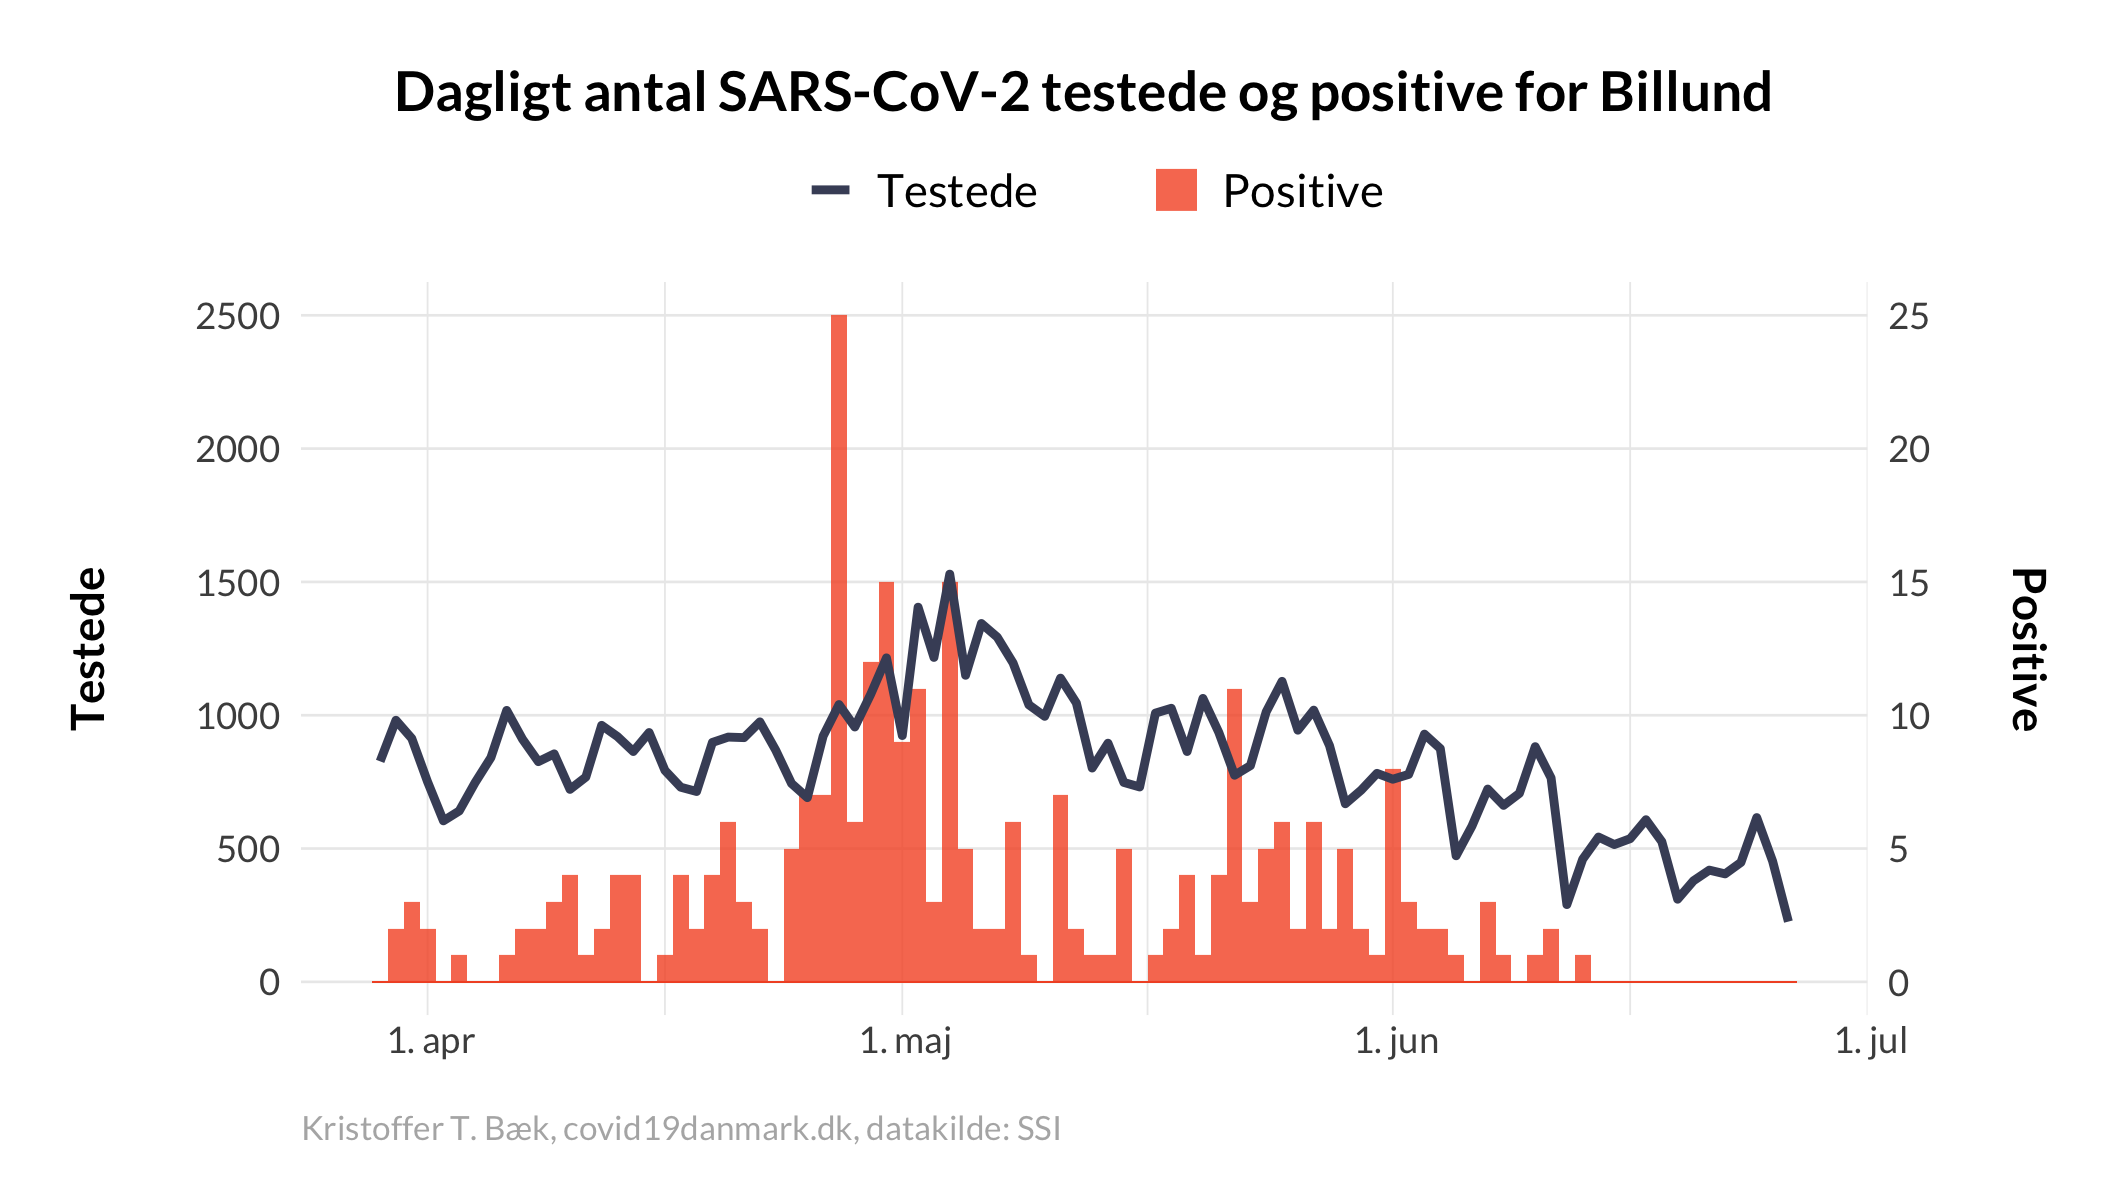 Dagligt antal SARS-CoV-2 testede og positive for Billund
Testede
Positive
2500
2000
1500
1000
500
0
25
20
15
10
5
0
Testede
Positive
1. apr
1. maj
1. jun
1. jul
Kristoffer T. Bæk, covid19danmark.dk, datakilde: SSI